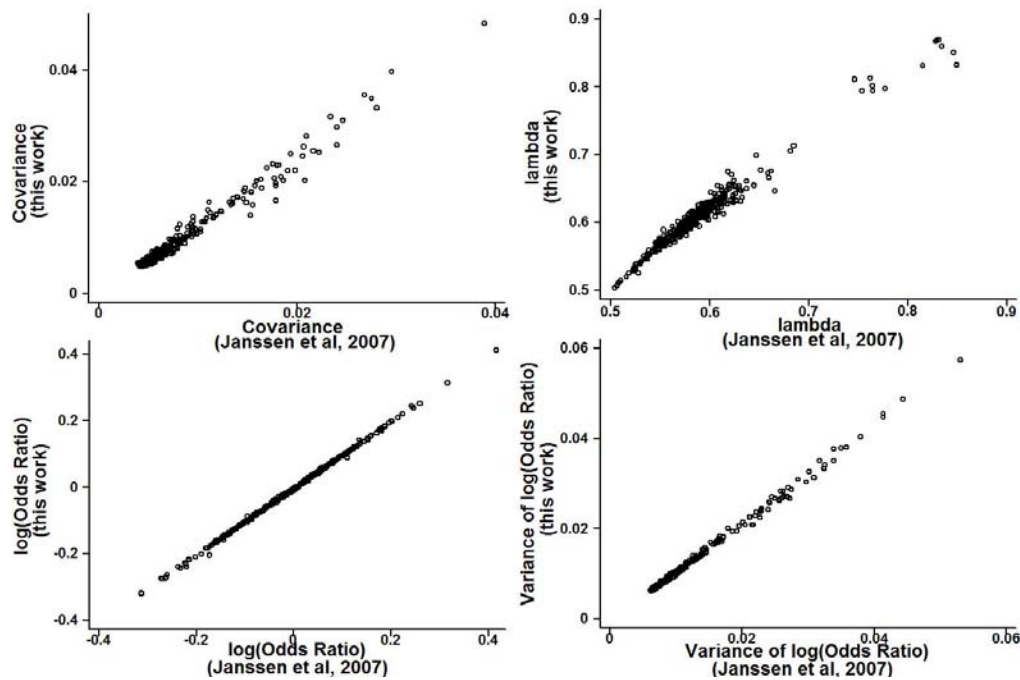 Covariance
(this work)
0.04
0.02
0
0
0.02
0.04
Covariance
(Janssen et al, 2007)
lambda
(this work)
0.9
0.8
0.7
0.6
0.5
0.5
0.6
0.7
0.8
0.9
lambda
(Janssen et al, 2007)
log(Odds Ratio)
(this work)
0.4
0.2
0
-0.2
-0.4
-0.4
-0.2
0
0.2
0.4
log(Odds Ratio)
(Janssen et al, 2007)
Variance of log(Odds Ratio)
(this work)
0.06
0.04
0.02
0
0
0.02
0.04
0.06
Variance of log(Odds Ratio)
(Janssen et al, 2007)